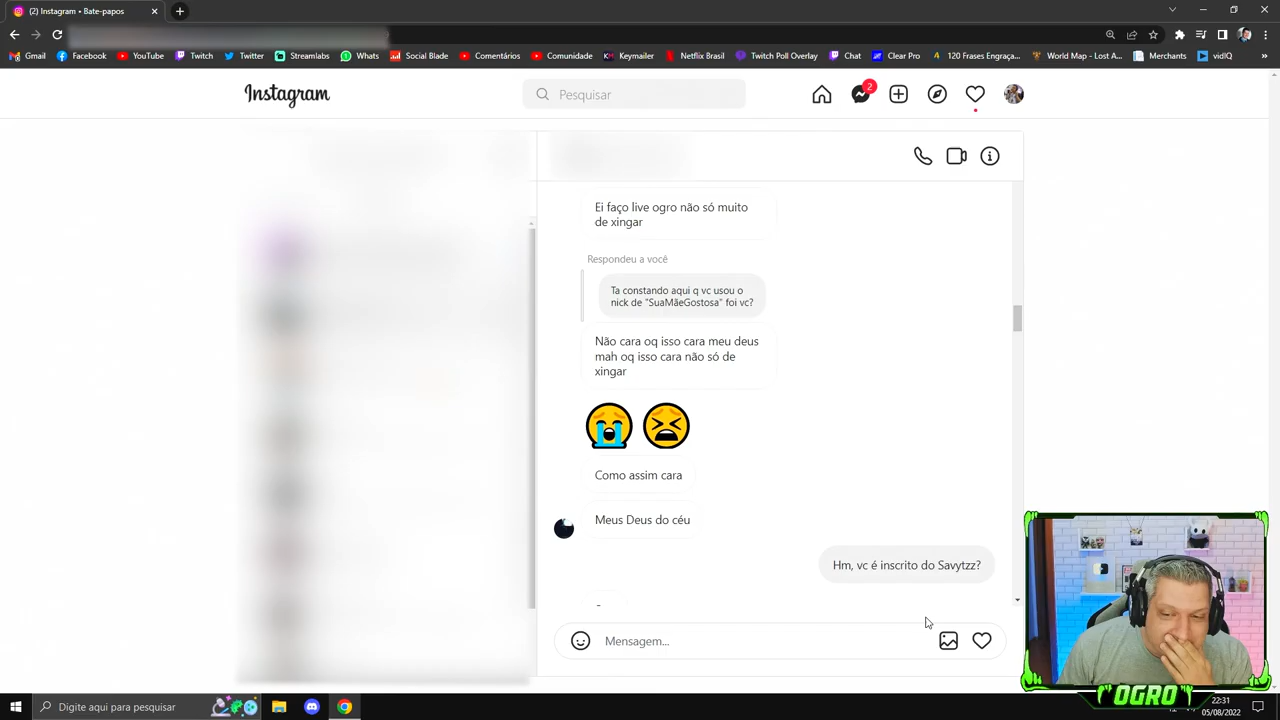 (2) Instagram • Bate-papos
Gmail Facebook YouTube Twitch Twitter Streamlabs Whats Social Blade Comentários Comunidade Keymailer Netflix Brasil Twitch Poll Overlay Chat Clear Pro 120 Frases Engraça... World Map - Lost A... Merchants vidIQ
Instagram
Pesquisar
2
Ei faço live ogro não só muito
de xingar
Respondeu a você
Ta constando aqui q vc usou o
nick de "SuaMãeGostosa" foi vc?
Não cara oq isso cara meu deus
mah oq isso cara não só de
xingar
Como assim cara
Meus Deus do céu
Hm, vc é inscrito do Savytzz?
Mensagem...
OGRO
Digite aqui para pesquisar
22:31
05/08/2022